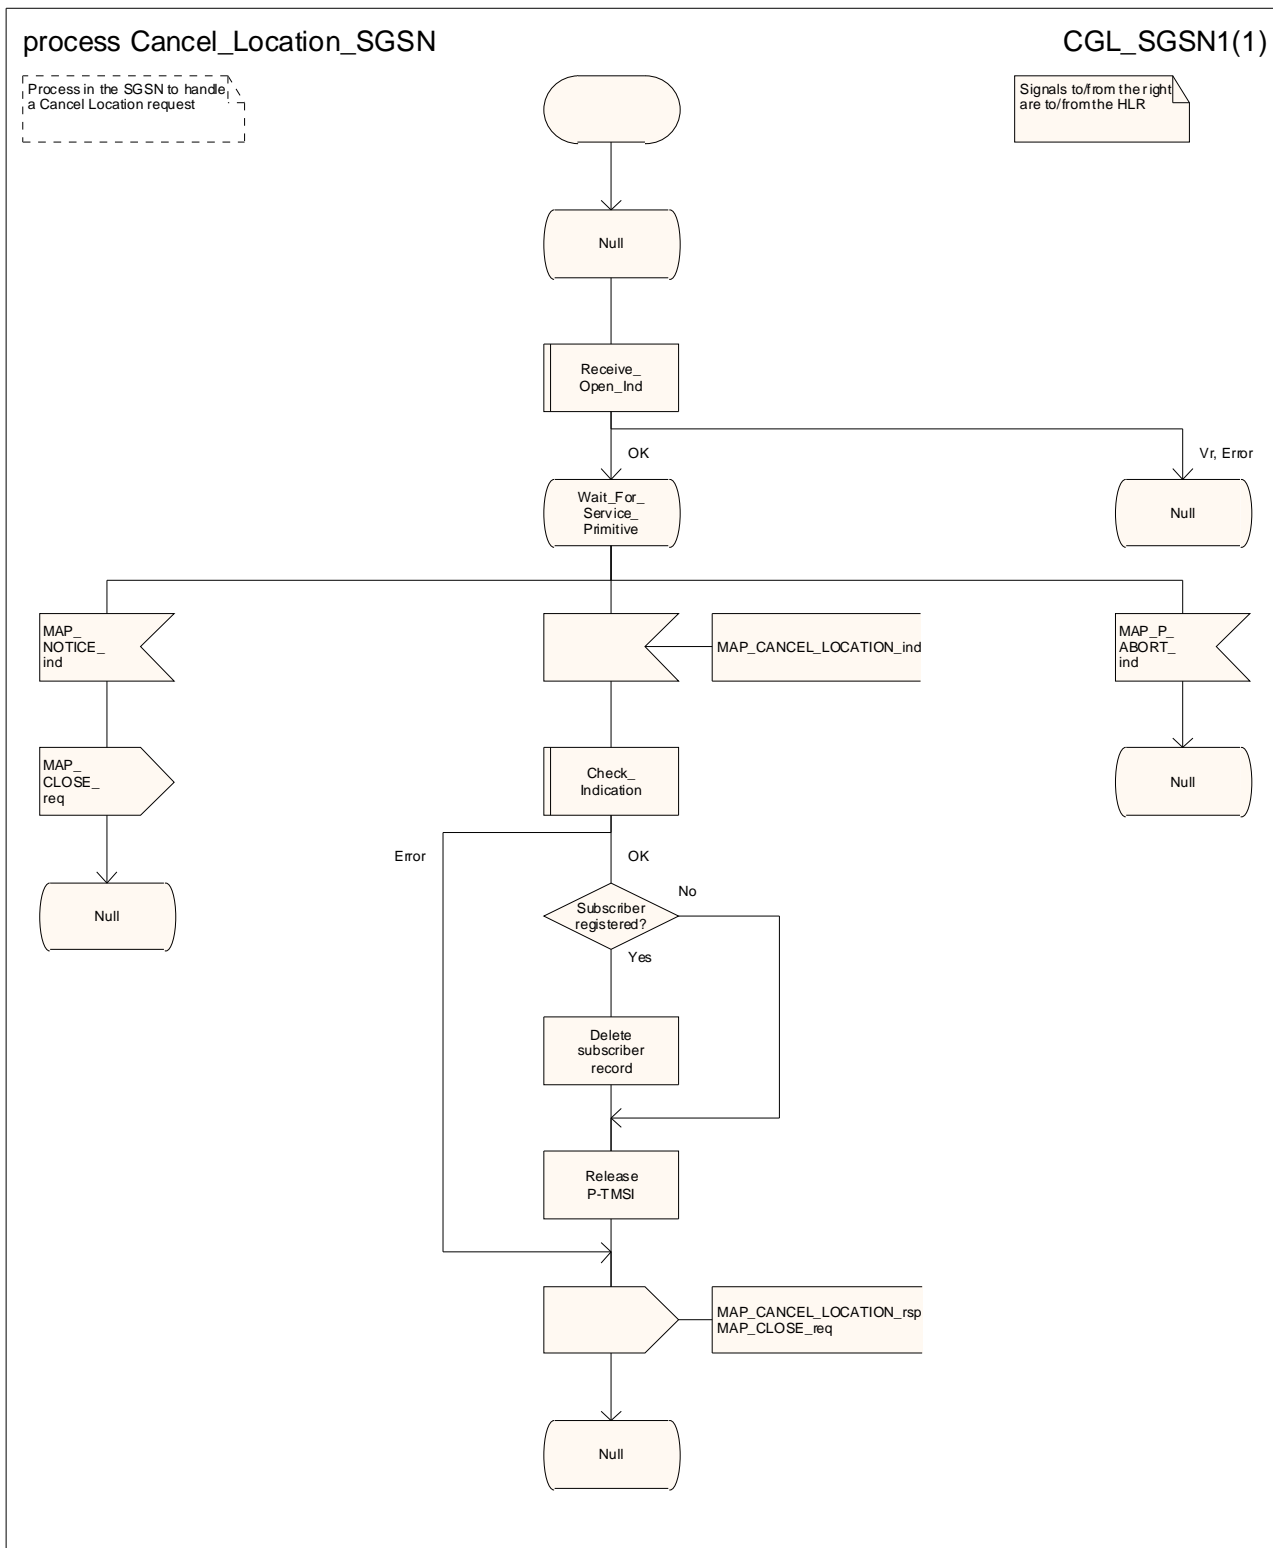 process Cancel_Location_SGSN
CGL_SGSN1(1)
Process in the SGSN to handle
a Cancel Location request
Signals to/from the right
are to/from the HLR
Null
Receive_
Open_Ind
OK
Vr, Error
Wait_For_
Service_
Primitive
Null
MAP_
NOTICE_
ind
MAP_CANCEL_LOCATION_ind
MAP_P_
ABORT_
ind
MAP_
CLOSE_
req
Check_
Indication
Null
Error
OK
No
Subscriber
registered?
Null
Yes
Delete
subscriber
record
Release
P-TMSI
MAP_CANCEL_LOCATION_rsp
MAP_CLOSE_req
Null